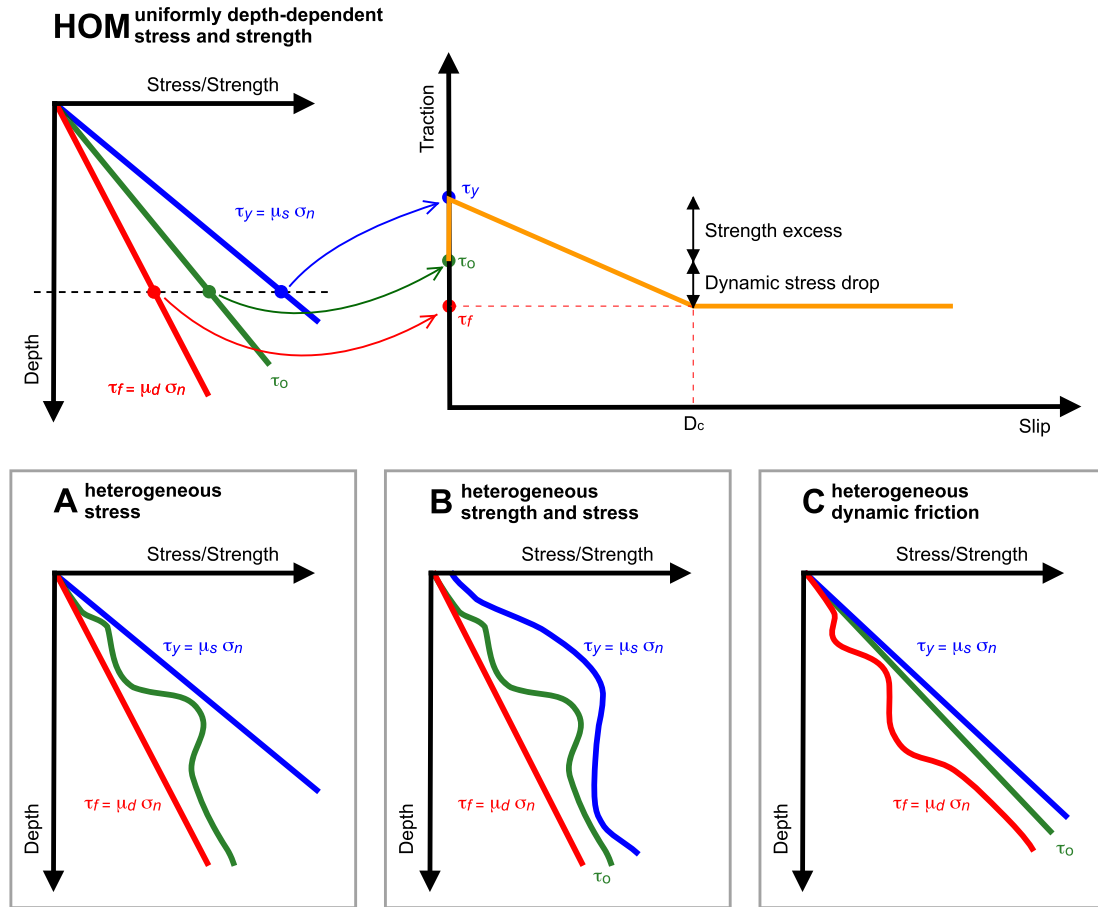 HOM uniformly depth-dependent
stress and strength
Stress/Strength
Depth
τy = μs σn
τo
τf = μd σn
Traction
τy
τo
τf
Strength excess
Dynamic stress drop
Dc
Slip
A heterogeneous
stress
Stress/Strength
τy = μs σn
τf = μd σn
Depth
B heterogeneous
strength and stress
Stress/Strength
τy = μs σn
τf = μd σn
Depth
τo
C heterogeneous
dynamic friction
Stress/Strength
τy = μs σn
τf = μd σn
Depth
τo